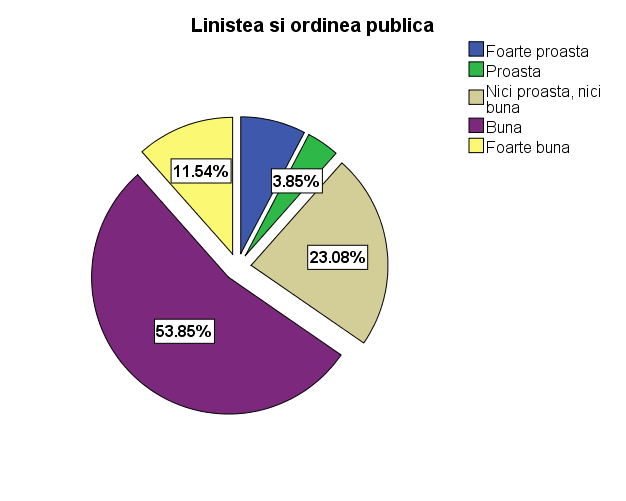 Linistea si ordinea publica
Foarte proasta
Proasta
Nici proasta, nici
buna
Buna
Foarte buna
11.54%
3.85%
23.08%
53.85%